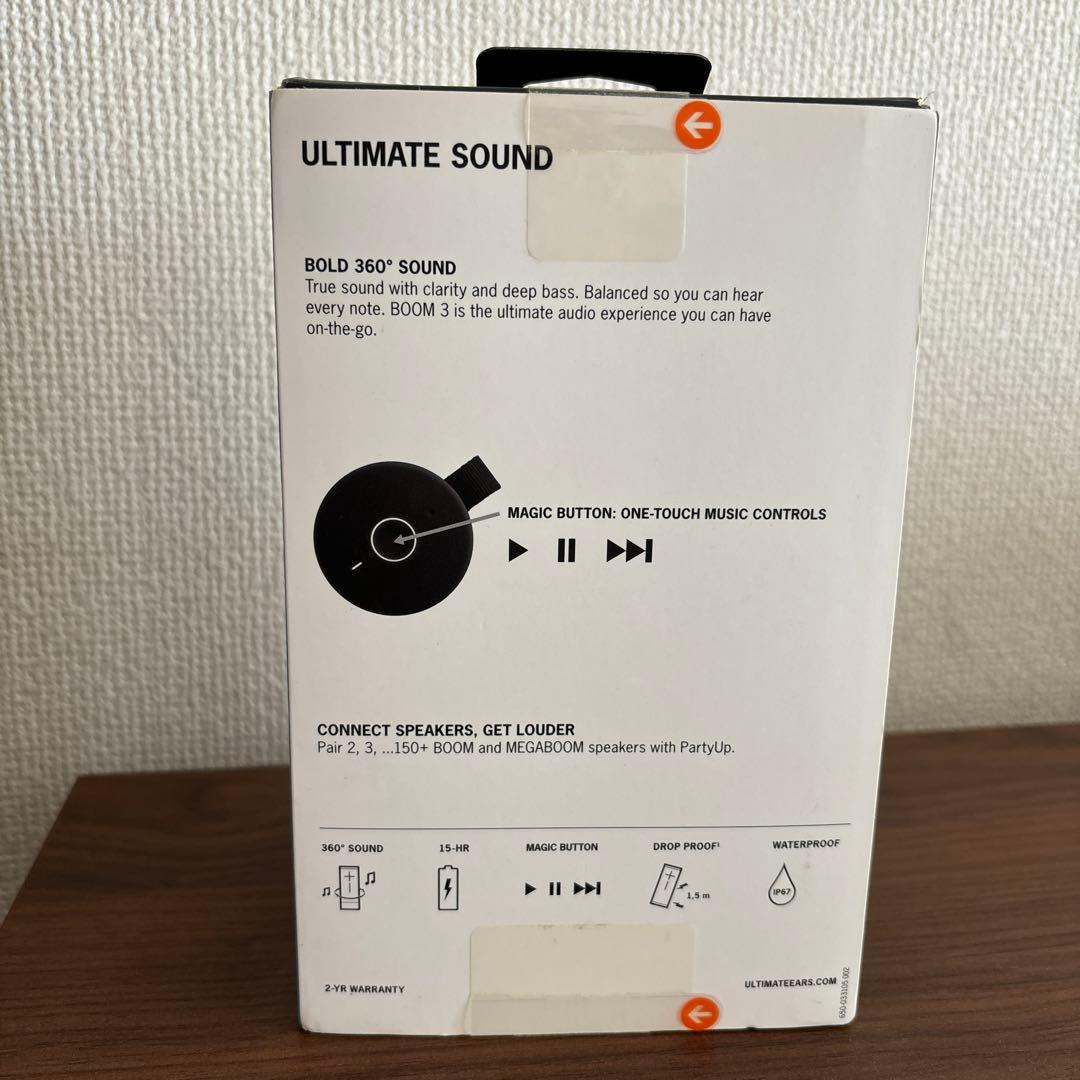 ULTIMATE SOUND
BOLD 360° SOUND
True sound with clarity and deep bass. Balanced so you can hear
every note. BOOM 3 is the ultimate audio experience you can have
on-the-go.
MAGIC BUTTON: ONE-TOUCH MUSIC CONTROLS
CONNECT SPEAKERS, GET LOUDER
Pair 2, 3, ...150+ BOOM and MEGABOOM speakers with PartyUp.
360° SOUND
15-HR
MAGIC BUTTON
DROP PROOF¹
WATERPROOF
1,5 m
IP67
2-YR WARRANTY
ULTIMATEEARS.COM
650-033105 002